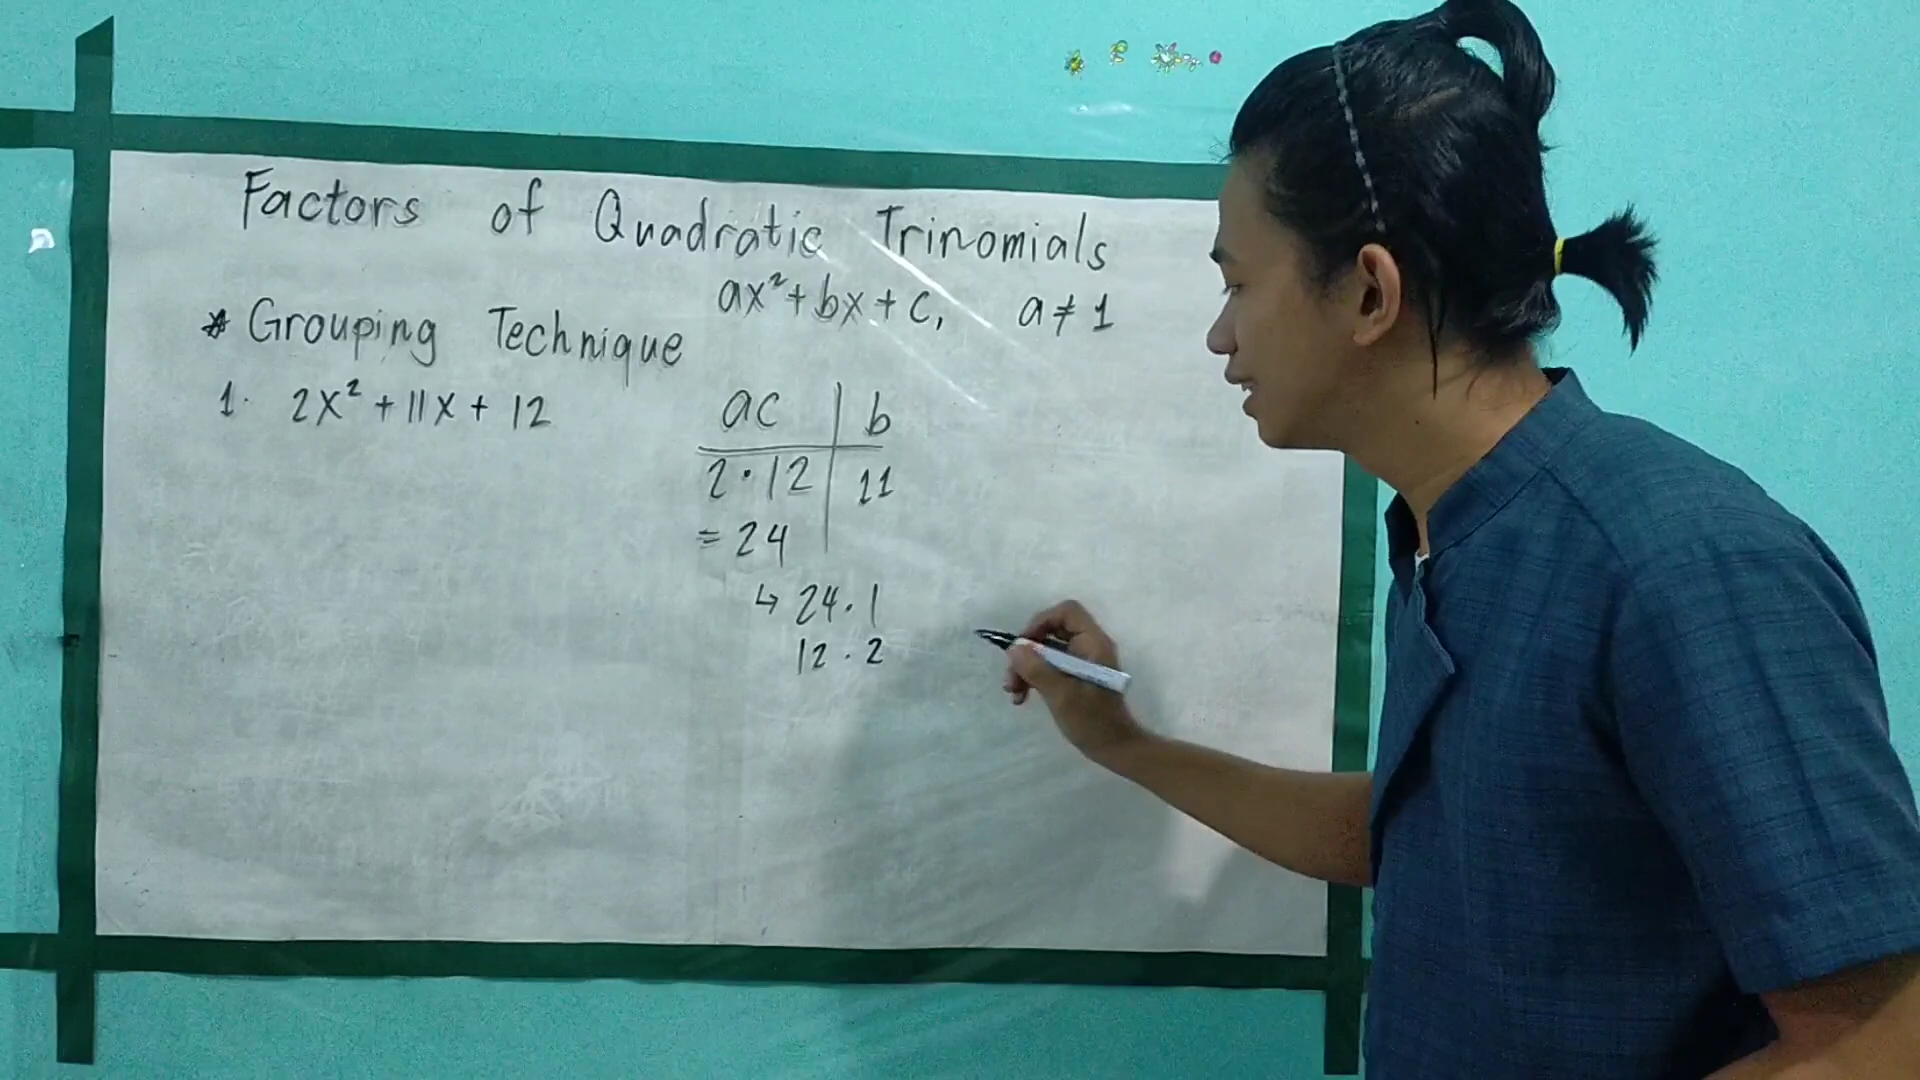 Factors of Quadratic Trinomials
ax² + bx + c, a ≠ 1
* Grouping Technique
1. 2x² + 11x + 12
ac | b
2 · 12 | 11
= 24
↳ 24 · 1
12 · 2